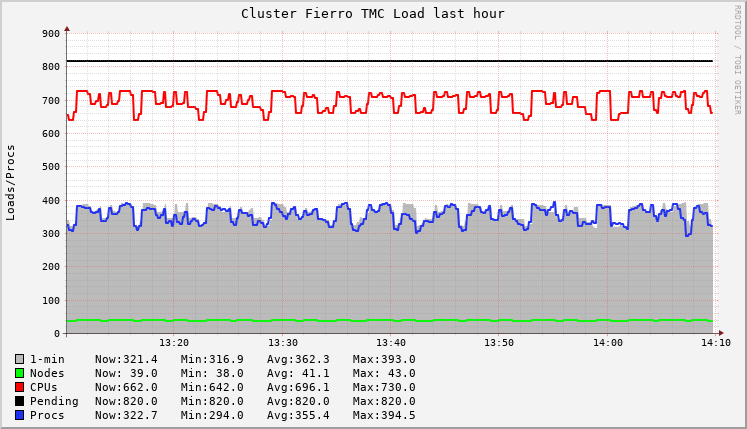 Cluster Fierro TMC Load last hour
RRDTOOL / TOBI OETIKER
Loads/Procs
900
800
700
600
500
400
300
200
100
0
13:20 13:30 13:40 13:50 14:00 14:10
1-min Now:321.4 Min:316.9 Avg:362.3 Max:393.0
Nodes Now: 39.0 Min: 38.0 Avg: 41.1 Max: 43.0
CPUs Now:662.0 Min:642.0 Avg:696.1 Max:730.0
Pending Now:820.0 Min:820.0 Avg:820.0 Max:820.0
Procs Now:322.7 Min:294.0 Avg:355.4 Max:394.5